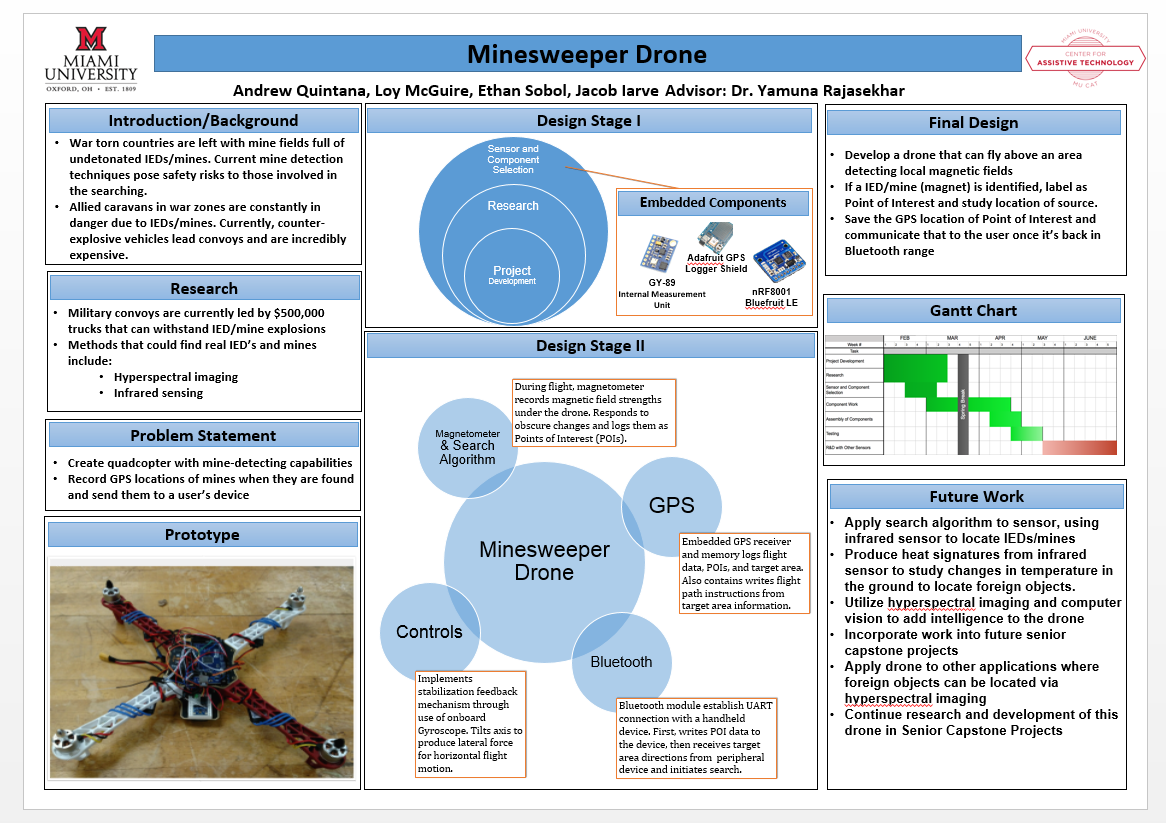 MIAMI
UNIVERSITY
OXFORD, OH • EST. 1809
Minesweeper Drone
MIAMI UNIVERSITY
CENTER FOR
ASSISTIVE TECHNOLOGY
MU CAT
Andrew Quintana, Loy McGuire, Ethan Sobol, Jacob Iarve Advisor: Dr. Yamuna Rajasekhar
Introduction/Background
• War torn countries are left with mine fields full of
undetonated IEDs/mines. Current mine detection
techniques pose safety risks to those involved in
the searching.
• Allied caravans in war zones are constantly in
danger due to IEDs/mines. Currently, counter-
explosive vehicles lead convoys and are incredibly
expensive.
Research
• Military convoys are currently led by $500,000
trucks that can withstand IED/mine explosions
• Methods that could find real IED's and mines
include:
• Hyperspectral imaging
• Infrared sensing
Problem Statement
• Create quadcopter with mine-detecting capabilities
• Record GPS locations of mines when they are found
and send them to a user's device
Prototype
Design Stage I
Sensor and
Component
Selection
Research
Project
Development
Embedded Components
GY-89
Internal Measurement
Unit
Adafruit GPS
Logger Shield
nRF8001
Bluefruit LE
Design Stage II
During flight, magnetometer
records magnetic field strengths
under the drone. Responds to
obscure changes and logs them as
Points of Interest (POIs).
Magnetometer
& Search
Algorithm
GPS
Minesweeper
Drone
Embedded GPS receiver
and memory logs flight
data, POIs, and target area.
Also contains writes flight
path instructions from
target area information.
Controls
Bluetooth
Implements
stabilization feedback
mechanism through
use of onboard
Gyroscope. Tilts axis to
produce lateral force
for horizontal flight
motion.
Bluetooth module establish UART
connection with a handheld
device. First, writes POI data to
the device, then receives target
area directions from peripheral
device and initiates search.
Final Design
• Develop a drone that can fly above an area
detecting local magnetic fields
• If a IED/mine (magnet) is identified, label as
Point of Interest and study location of source.
• Save the GPS location of Point of Interest and
communicate that to the user once it's back in
Bluetooth range
Gantt Chart
FEB MAR APR MAY JUNE
Week #
Task
Project Development
Research
Sensor and Component
Selection
Component Work
Assembly of Components
Testing
R&D with Other Sensors
Spring Break
Future Work
• Apply search algorithm to sensor, using
infrared sensor to locate IEDs/mines
• Produce heat signatures from infrared
sensor to study changes in temperature in
the ground to locate foreign objects.
• Utilize hyperspectral imaging and computer
vision to add intelligence to the drone
• Incorporate work into future senior
capstone projects
• Apply drone to other applications where
foreign objects can be located via
hyperspectral imaging
• Continue research and development of this
drone in Senior Capstone Projects